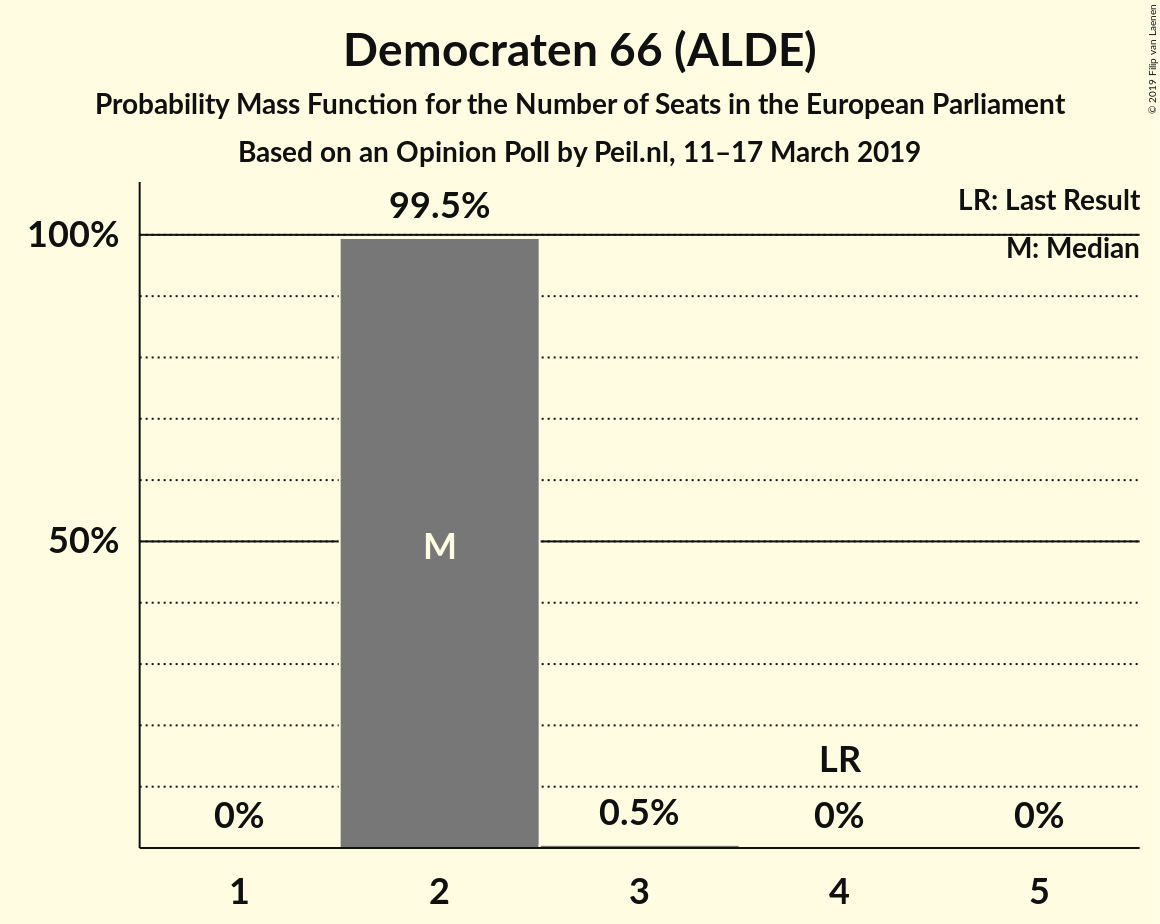 Democraten 66 (ALDE)
Probability Mass Function for the Number of Seats in the European Parliament
Based on an Opinion Poll by Peil.nl, 11–17 March 2019
© 2019 Filip van Laenen
LR: Last Result
M: Median
99.5%
100%
50%
M
LR
0%
0.5%
0%
0%
1
2
3
4
5